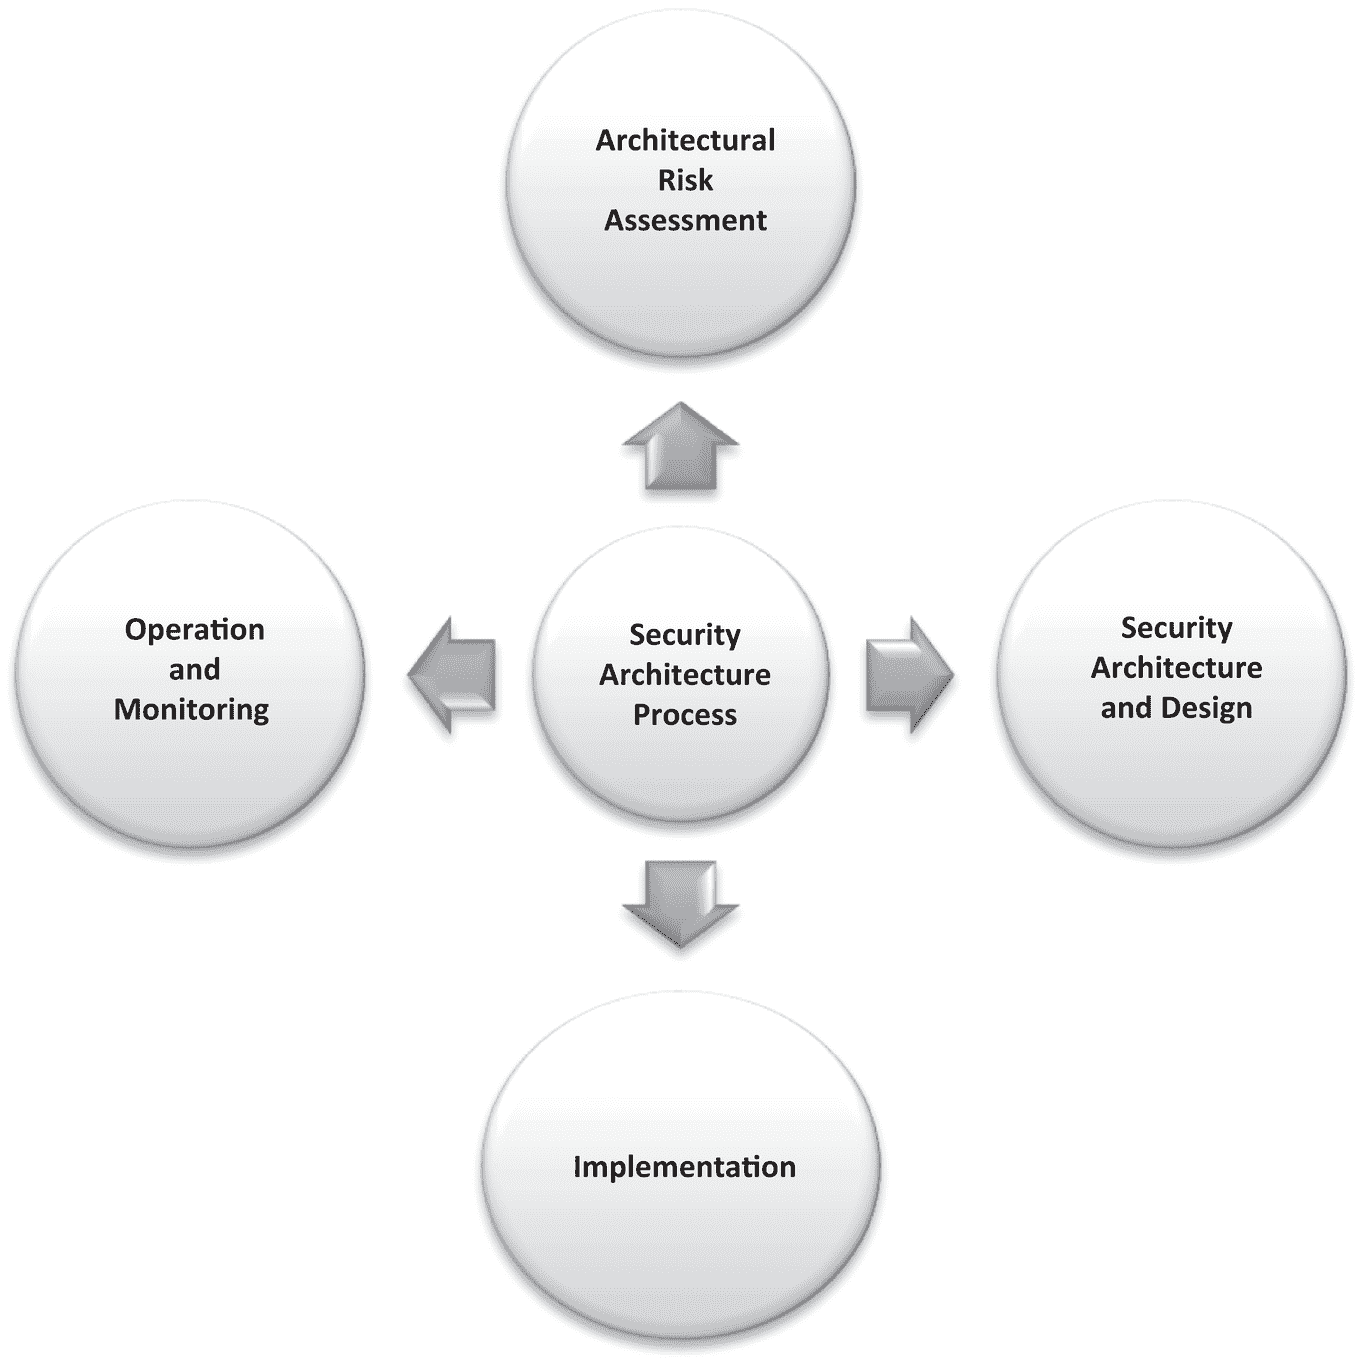 Architectural
Risk
Assessment
Operation
and
Monitoring
Security
Architecture
Process
Security
Architecture
and Design
Implementation